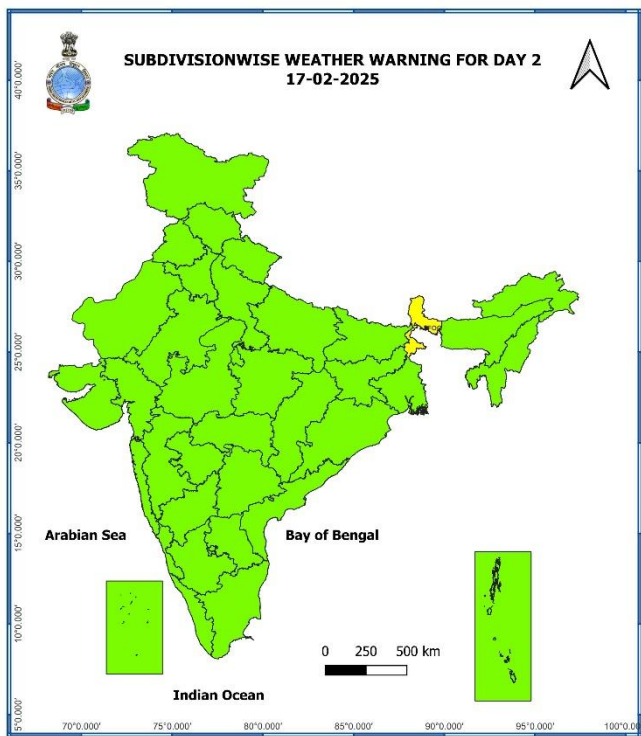 SUBDIVISIONWISE WEATHER WARNING FOR DAY 2
17-02-2025
40°0.000'
35°0.000'
30°0.000'
25°0.000'
20°0.000'
15°0.000'
10°0.000'
5°0.000'
Arabian Sea
Bay of Bengal
0 250 500 km
Indian Ocean
70°0.000' 75°0.000' 80°0.000' 85°0.000' 90°0.000' 95°0.000' 100°0.000